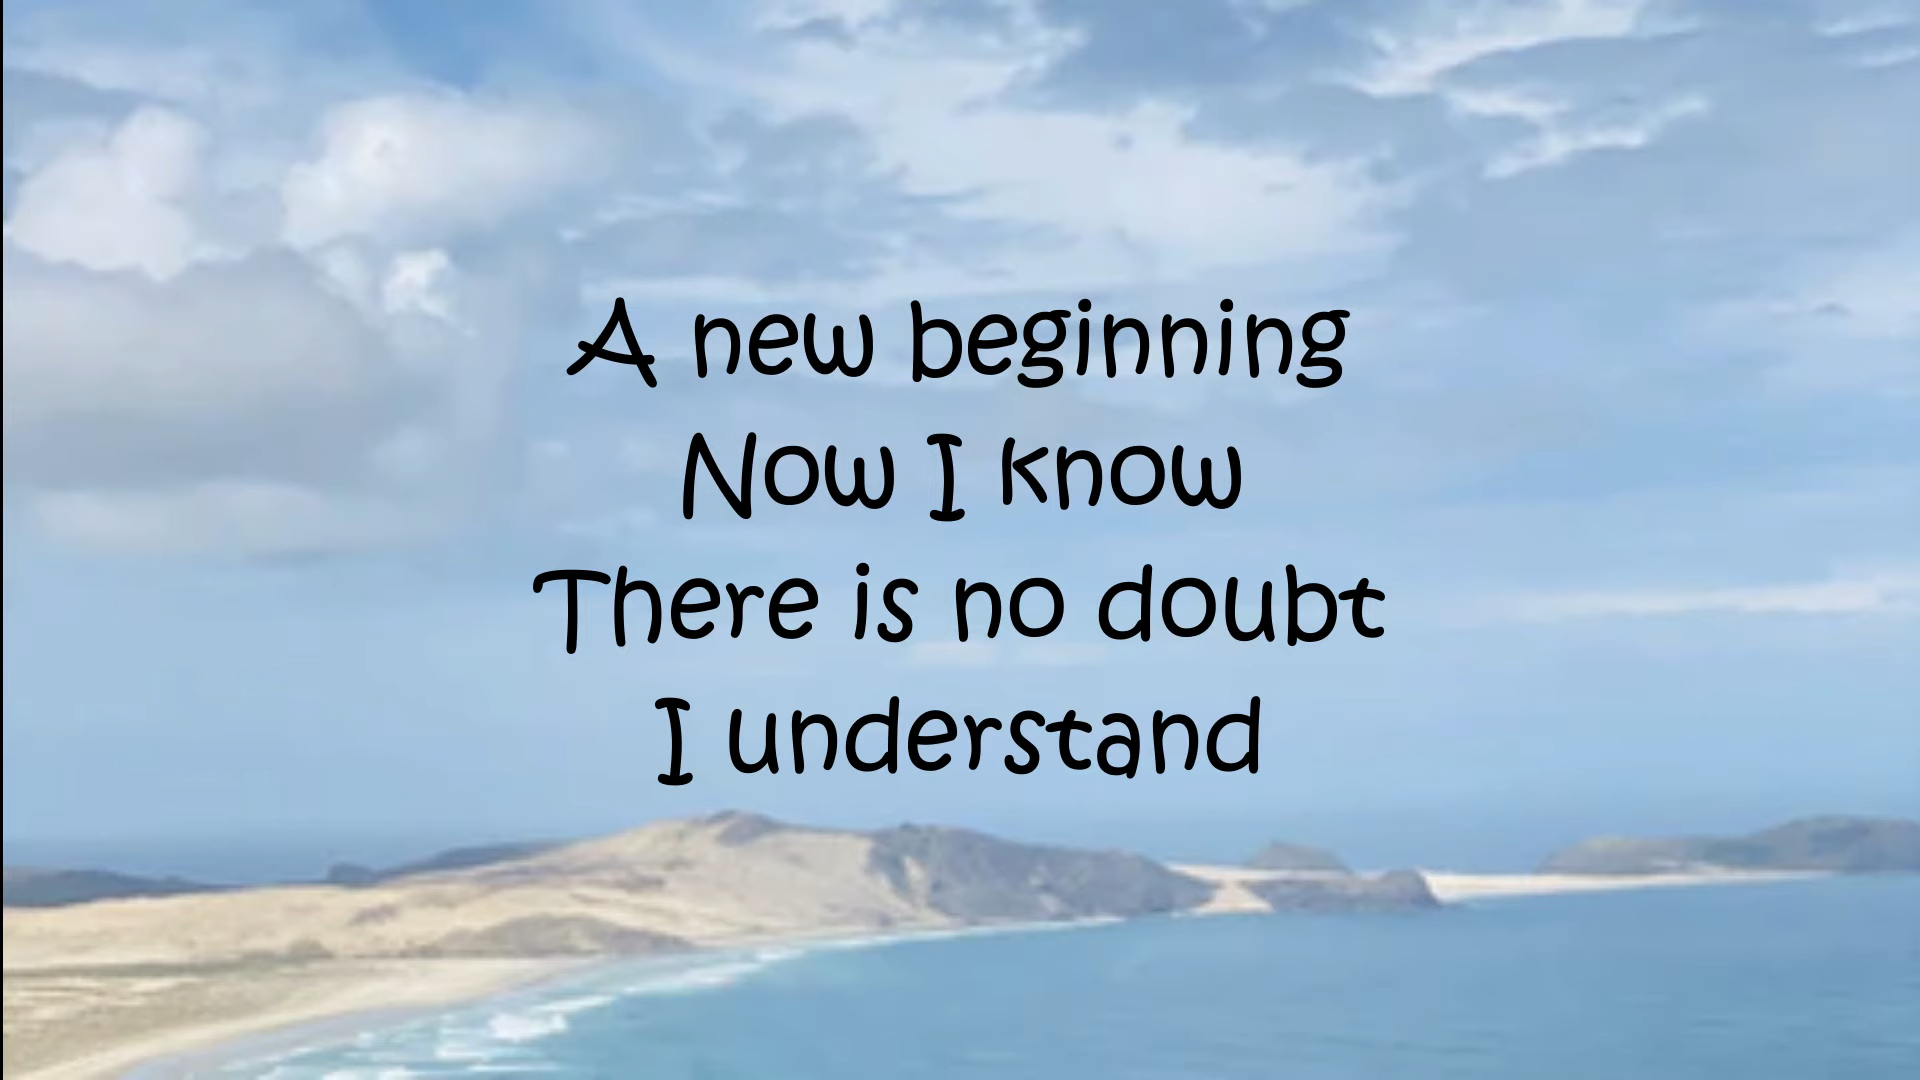 A new beginning
Now I know
There is no doubt
I understand